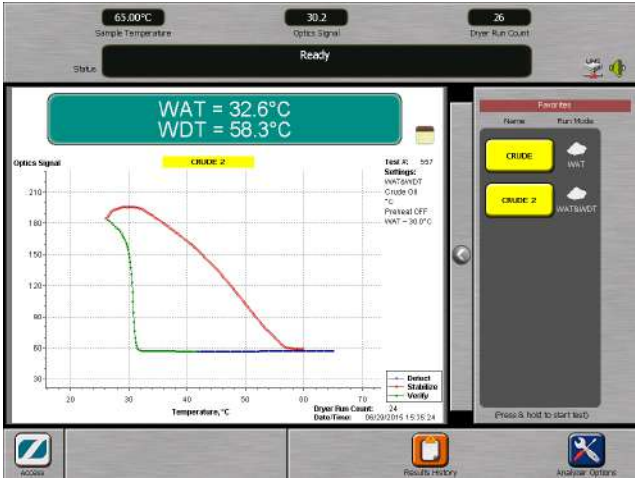 65.00°C
30.2
26
Sample Temperature
Optics Signal
Dryer Run Count
Status
Ready
LIMS
WAT = 32.6°C
WDT = 58.3°C
Favorites
Name
Run Mode
CRUDE
WAT
CRUDE 2
WAT&WDT
Optics Signal
CRUDE 2
Test #: 557
Settings:
WAT&WDT
Crude Oil
°C
Preheat OFF
WAT ~ 30.0°C
210
180
150
120
90
60
30
20
30
40
50
60
70
Temperature, °C
Detect
Stabilize
Verify
Dryer Run Count: 24
Date/Time: 06/29/2015 15:35:24
(Press & hold to start test)
Access
Results History
Analyzer Options